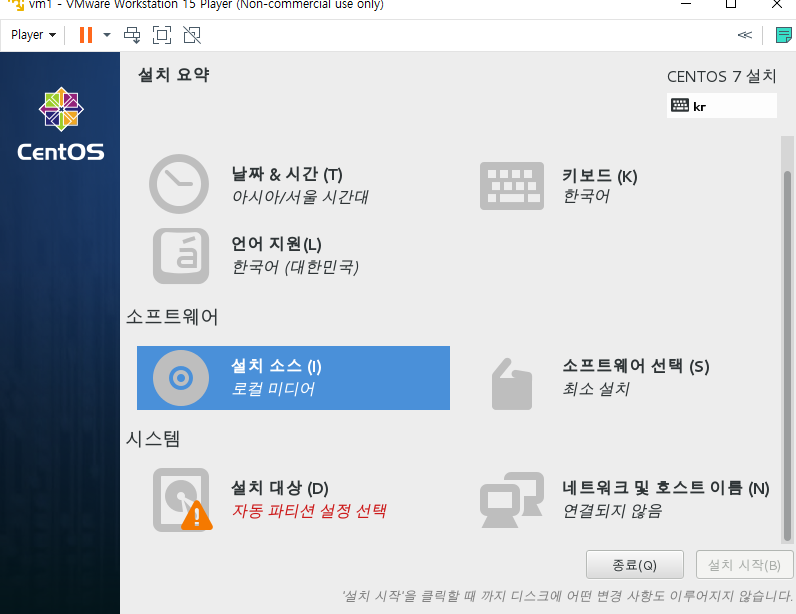 vm1 - VMware Workstation 15 Player (Non-commercial use only)
Player
설치 요약
CENTOS 7 설치
kr
CentOS
날짜 & 시간 (T)
아시아/서울 시간대
키보드 (K)
한국어
언어 지원(L)
한국어 (대한민국)
소프트웨어
설치 소스 (I)
로컬 미디어
소프트웨어 선택 (S)
최소 설치
시스템
설치 대상 (D)
자동 파티션 설정 선택
네트워크 및 호스트 이름 (N)
연결되지 않음
종료(Q)
설치 시작(B)
'설치 시작'을 클릭할 때 까지 디스크에 어떤 변경 사항도 이루어지지 않습니다.